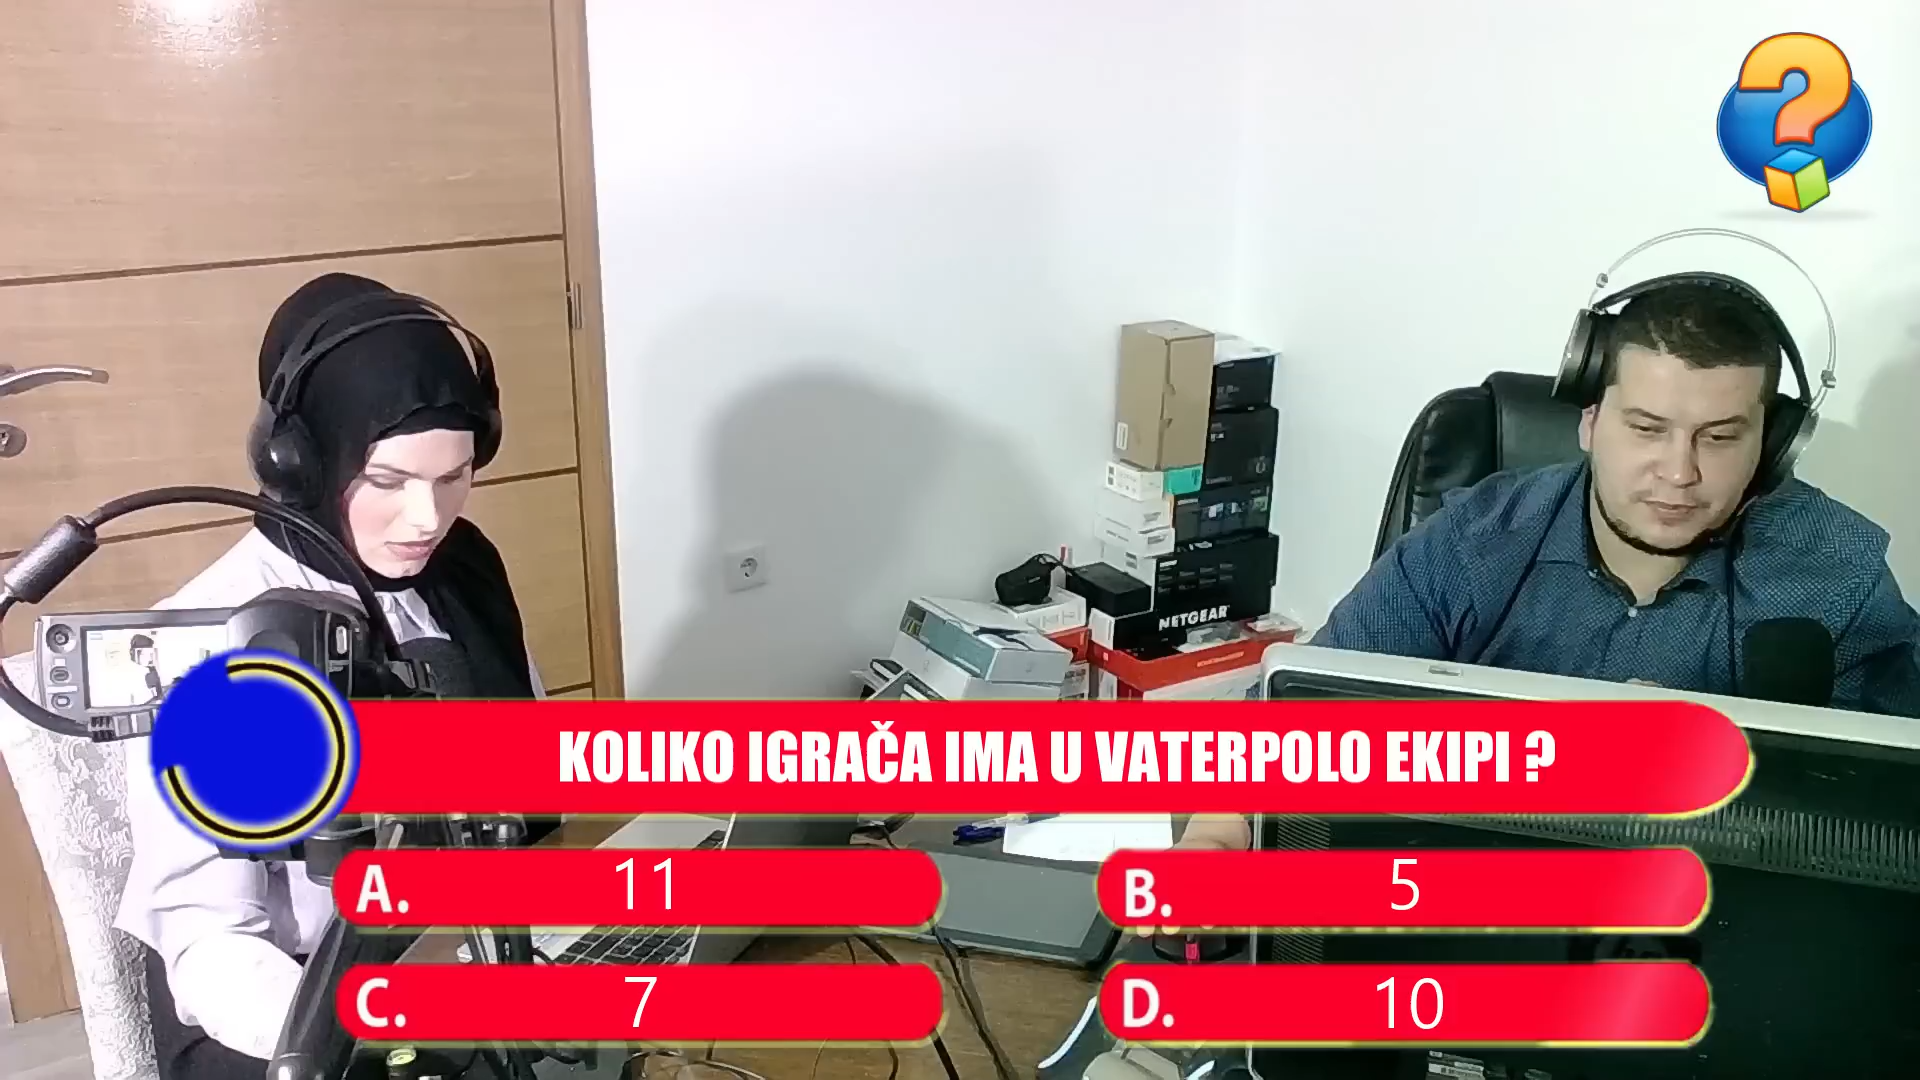 NETGEAR
KOLIKO IGRAČA IMA U VATERPOLO EKIPI ?
A. 11
B. 5
C. 7
D. 10